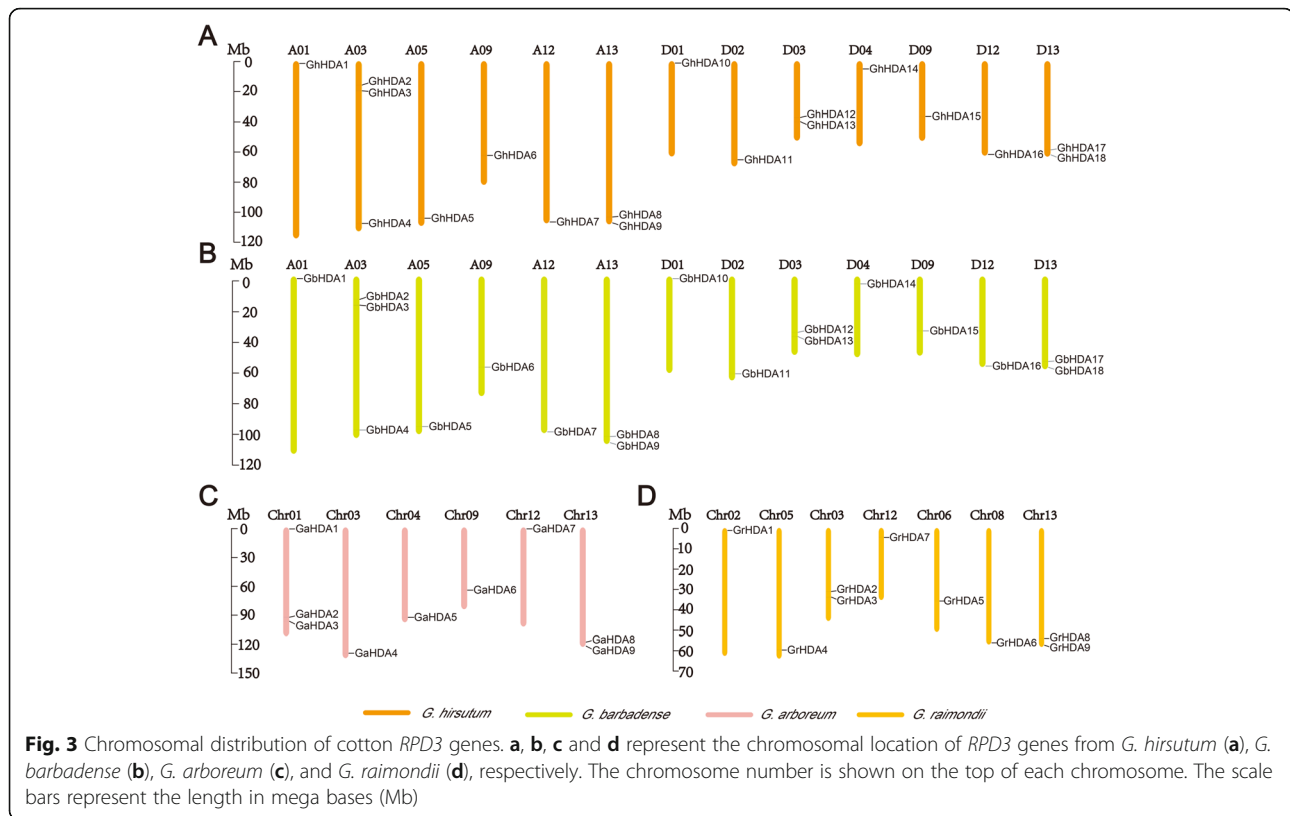 A
Mb A01 A03 A05 A09 A12 A13 D01 D02 D03 D04 D09 D12 D13
0
20
40
60
80
100
120
GhHDA1
GhHDA2
GhHDA3
GhHDA4
GhHDA5
GhHDA6
GhHDA7
GhHDA8
GhHDA9
GhHDA10
GhHDA11
GhHDA12
GhHDA13
GhHDA14
GhHDA15
GhHDA16
GhHDA17
GhHDA18
B
Mb A01 A03 A05 A09 A12 A13 D01 D02 D03 D04 D09 D12 D13
0
20
40
60
80
100
120
GbHDA1
GbHDA2
GbHDA3
GbHDA4
GbHDA5
GbHDA6
GbHDA7
GbHDA8
GbHDA9
GbHDA10
GbHDA11
GbHDA12
GbHDA13
GbHDA14
GbHDA15
GbHDA16
GbHDA17
GbHDA18
C
Mb Chr01 Chr03 Chr04 Chr09 Chr12 Chr13
0
30
60
90
120
150
GaHDA1
GaHDA2
GaHDA3
GaHDA4
GaHDA5
GaHDA6
GaHDA7
GaHDA8
GaHDA9
D
Mb Chr02 Chr05 Chr03 Chr12 Chr06 Chr08 Chr13
0
10
20
30
40
50
60
70
GrHDA1
GrHDA4
GrHDA2
GrHDA3
GrHDA7
GrHDA5
GrHDA6
GrHDA8
GrHDA9
G. hirsutum G. barbadense G. arboreum G. raimondii
Fig. 3 Chromosomal distribution of cotton RPD3 genes. a, b, c and d represent the chromosomal location of RPD3 genes from G. hirsutum (a), G.
barbadense (b), G. arboreum (c), and G. raimondii (d), respectively. The chromosome number is shown on the top of each chromosome. The scale
bars represent the length in mega bases (Mb)